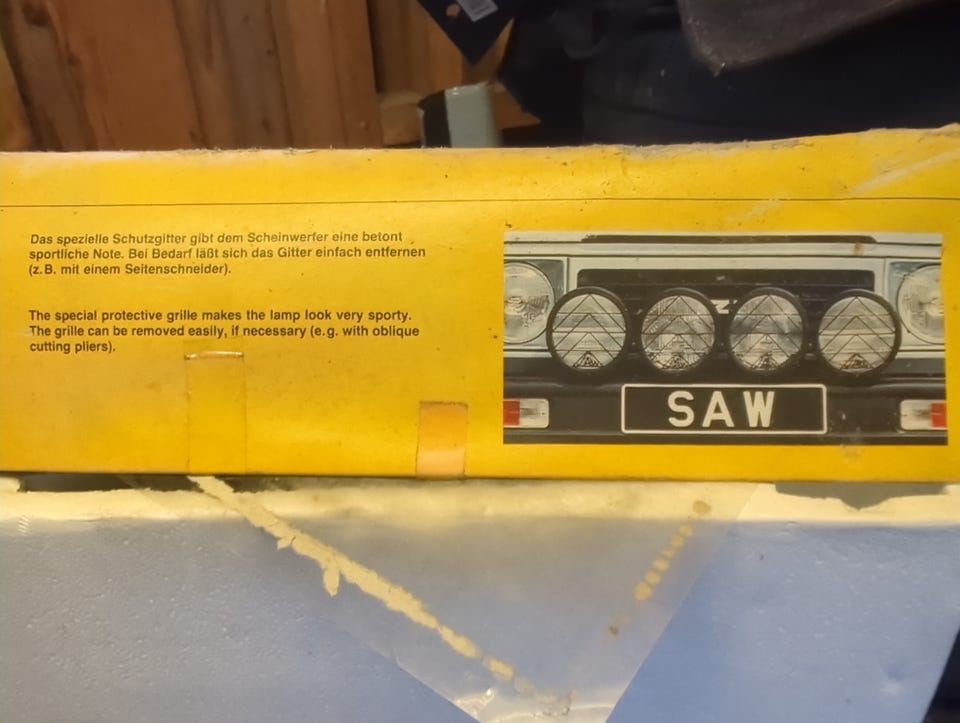 Das spezielle Schutzgitter gibt dem Scheinwerfer eine betont
sportliche Note. Bei Bedarf läßt sich das Gitter einfach entfernen
(z. B. mit einem Seitenschneider).
The special protective grille makes the lamp look very sporty.
The grille can be removed easily, if necessary (e.g. with oblique
cutting pliers).
SAW